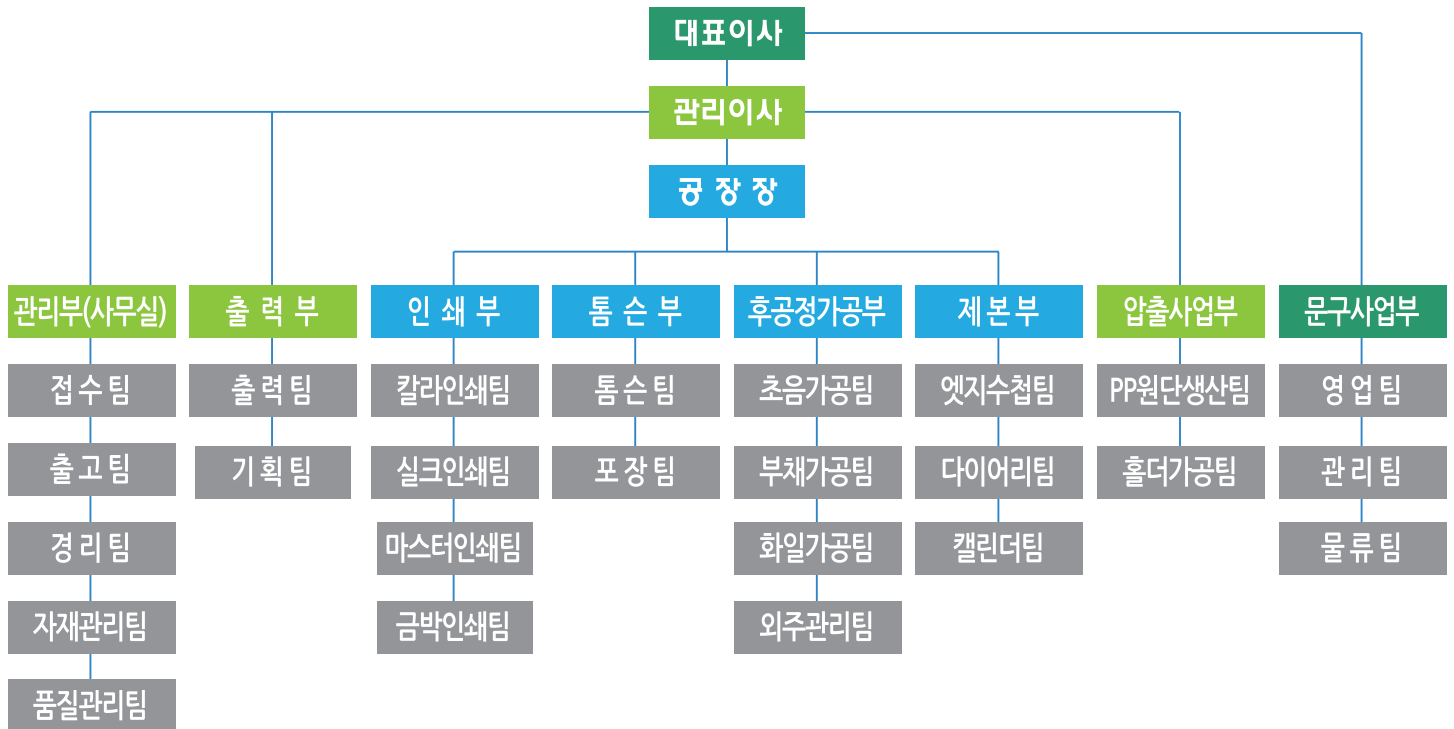 대표이사
관리이사
공 장 장
관리부(사무실)
출 력 부
인 쇄 부
톰 슨 부
후공정가공부
제 본 부
압출사업부
문구사업부
접 수 팀
출 력 팀
칼라인쇄팀
톰 슨 팀
초음가공팀
엣지수첩팀
PP원단생산팀
영 업 팀
출 고 팀
기 획 팀
실크인쇄팀
포 장 팀
부채가공팀
다이어리팀
홀더가공팀
관 리 팀
경 리 팀
마스터인쇄팀
화일가공팀
캘린더팀
물 류 팀
자재관리팀
금박인쇄팀
외주관리팀
품질관리팀